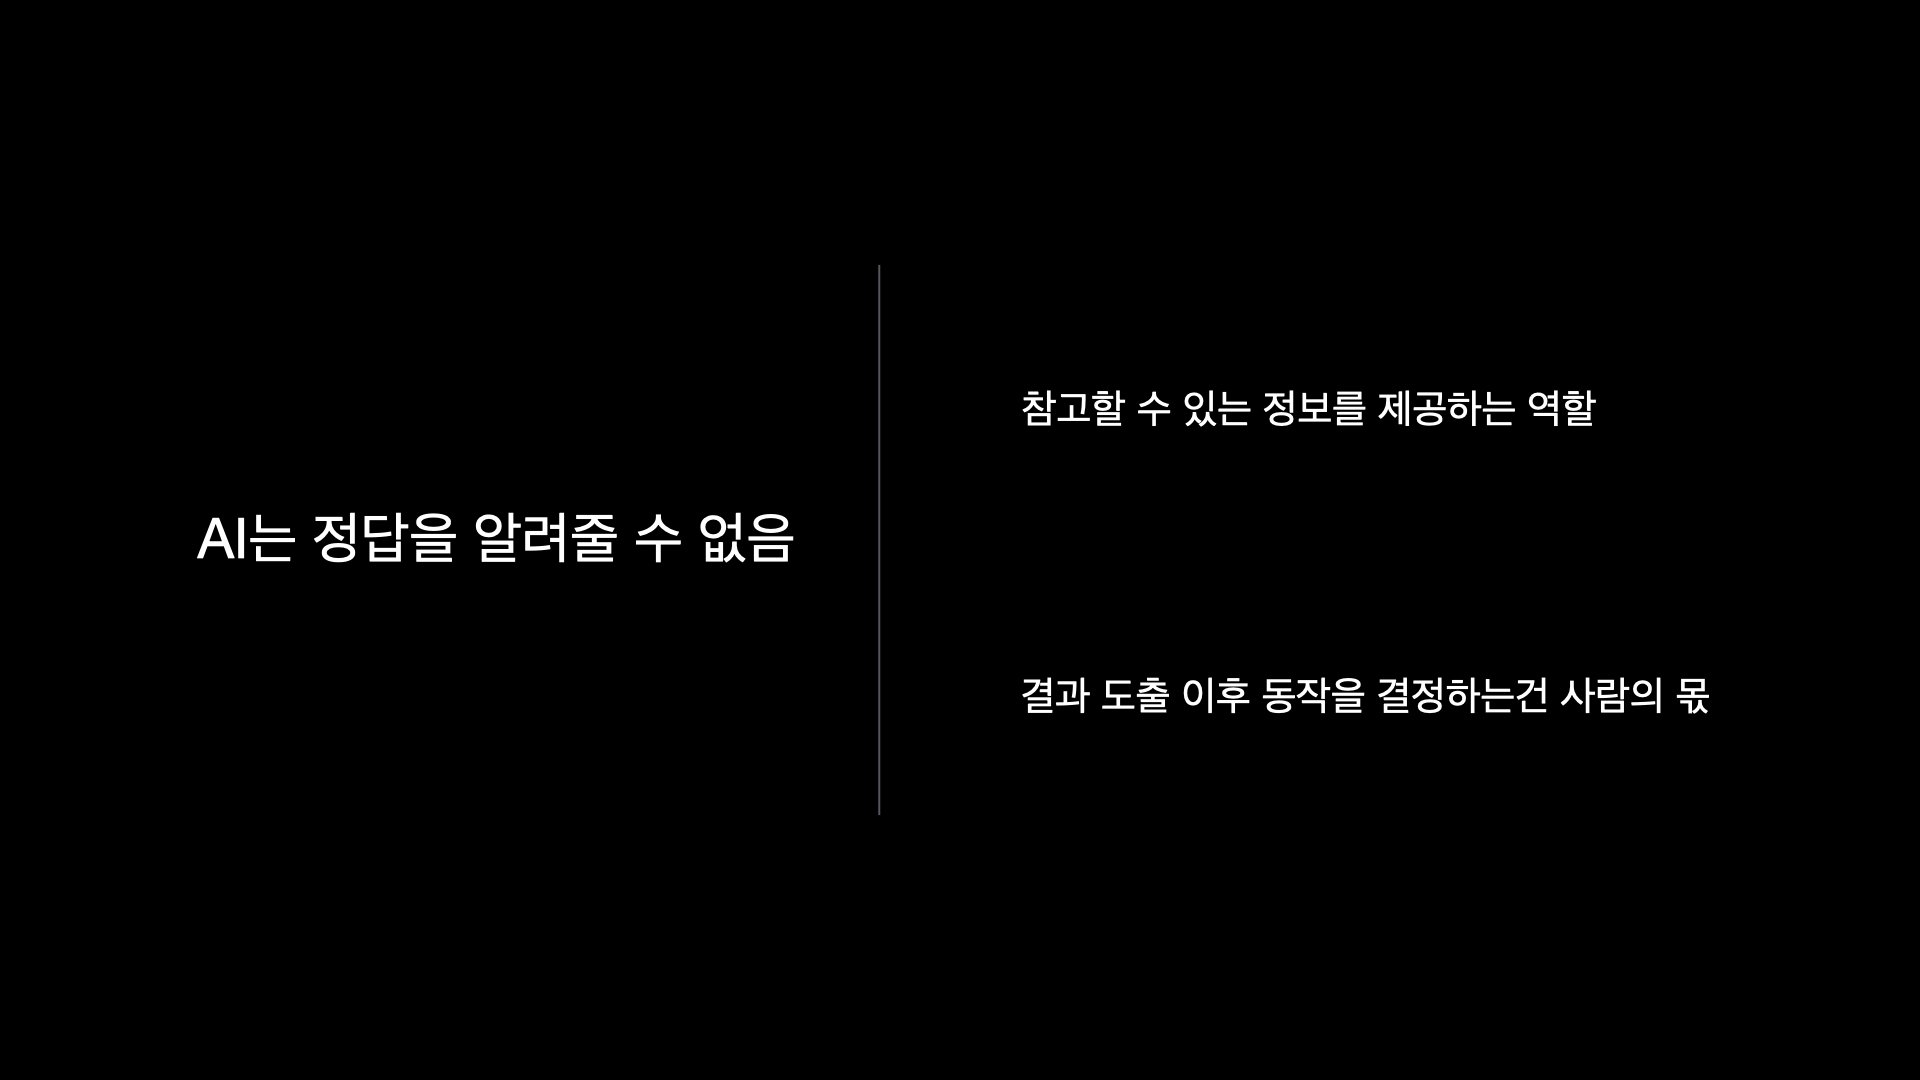 AI는 정답을 알려줄 수 없음
참고할 수 있는 정보를 제공하는 역할
결과 도출 이후 동작을 결정하는건 사람의 몫